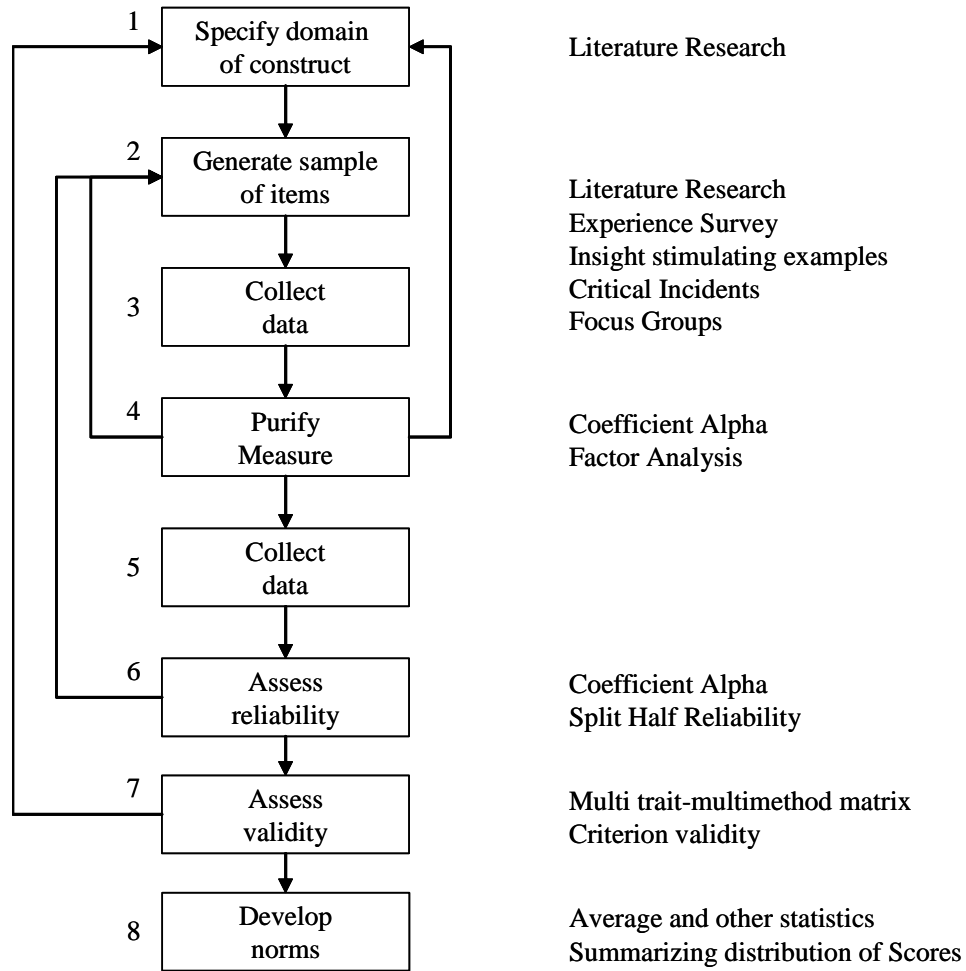 1
Specify domain
of construct
Literature Research
2
Generate sample
of items
Literature Research
Experience Survey
Insight stimulating examples
Critical Incidents
Focus Groups
3
Collect
data
4
Purify
Measure
Coefficient Alpha
Factor Analysis
5
Collect
data
6
Assess
reliability
Coefficient Alpha
Split Half Reliability
7
Assess
validity
Multi trait-multimethod matrix
Criterion validity
8
Develop
norms
Average and other statistics
Summarizing distribution of Scores